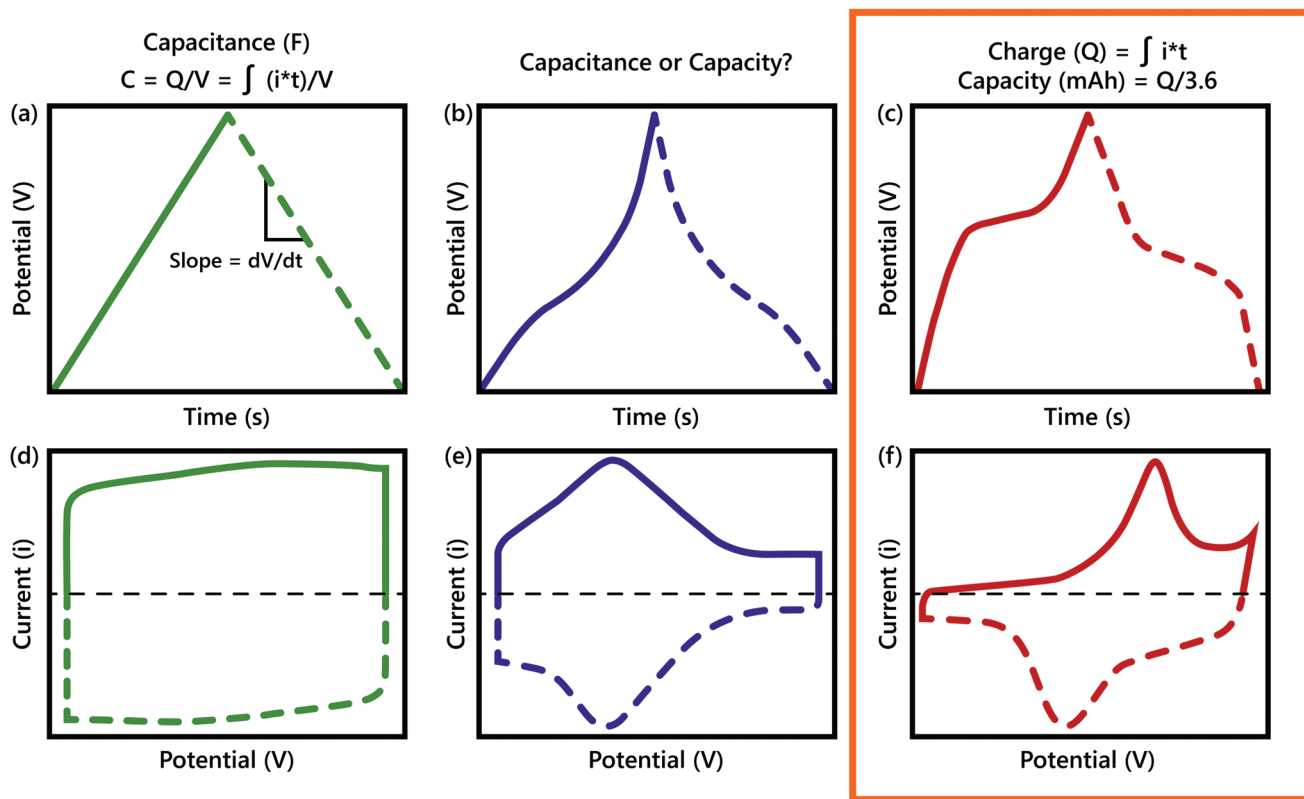 Capacitance (F)
C = Q/V = ∫ (i*t)/V
Capacitance or Capacity?
Charge (Q) = ∫ i*t
Capacity (mAh) = Q/3.6
(a)
Potential (V)
Slope = dV/dt
Time (s)
(b)
Potential (V)
Time (s)
(c)
Potential (V)
Time (s)
(d)
Current (i)
Potential (V)
(e)
Current (i)
Potential (V)
(f)
Current (i)
Potential (V)